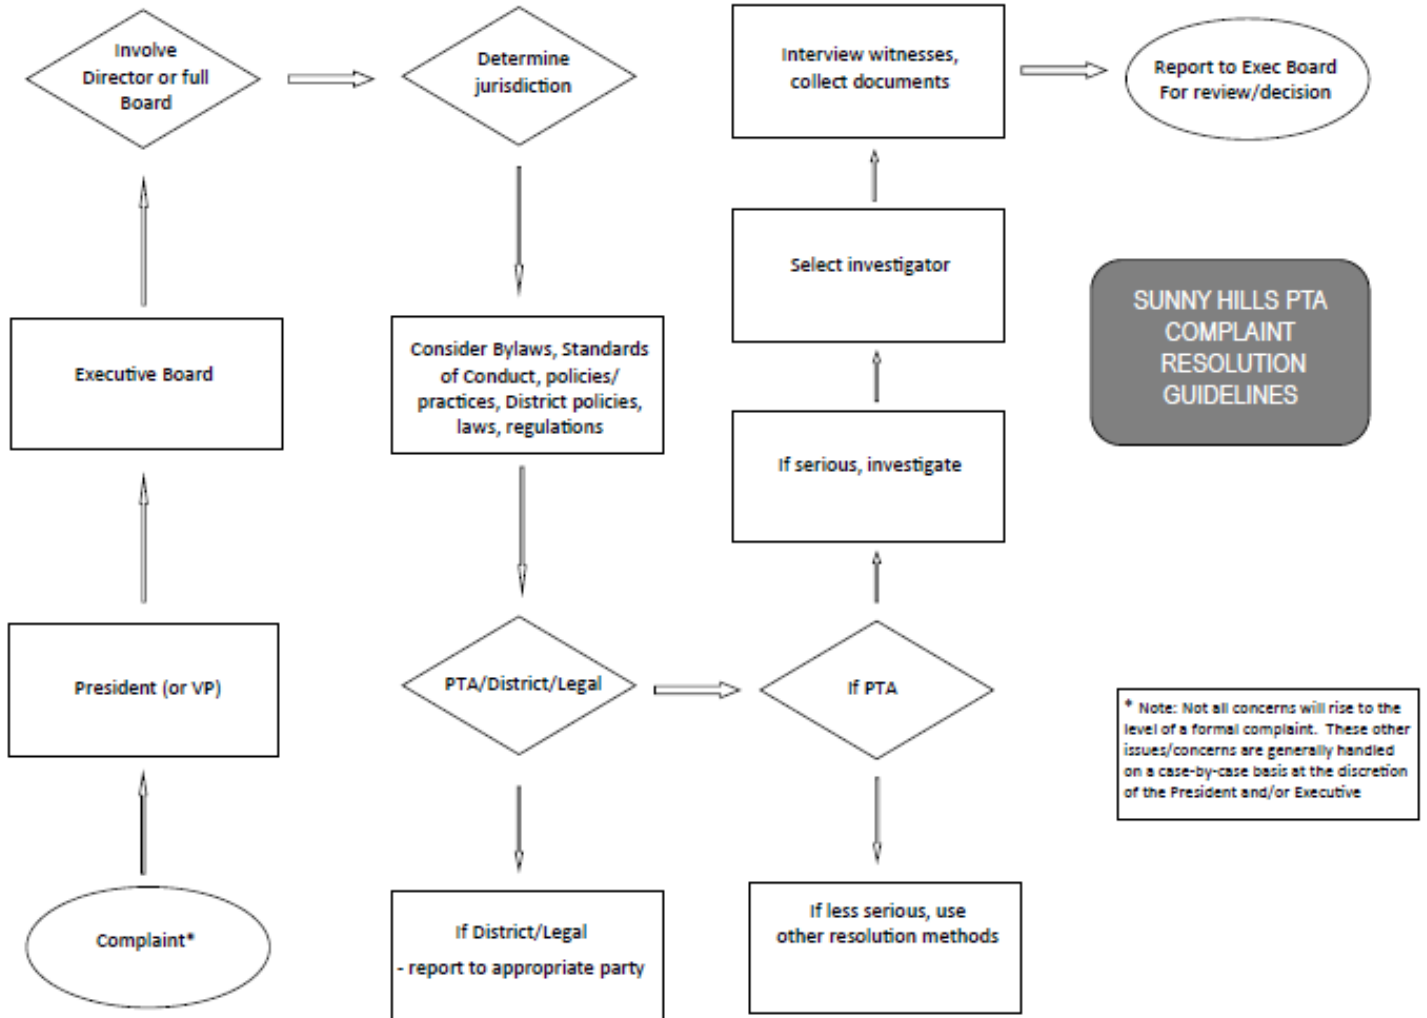 Involve
Director or full
Board
Determine
jurisdiction
Interview witnesses,
collect documents
Report to Exec Board
For review/decision
Select investigator
SUNNY HILLS PTA
COMPLAINT
RESOLUTION
GUIDELINES
Executive Board
Consider Bylaws, Standards
of Conduct, policies/
practices, District policies,
laws, regulations
If serious, investigate
President (or VP)
PTA/District/Legal
If PTA
* Note: Not all concerns will rise to the
level of a formal complaint. These other
issues/concerns are generally handled
on a case-by-case basis at the discretion
of the President and/or Executive
Complaint*
If District/Legal
- report to appropriate party
If less serious, use
other resolution methods